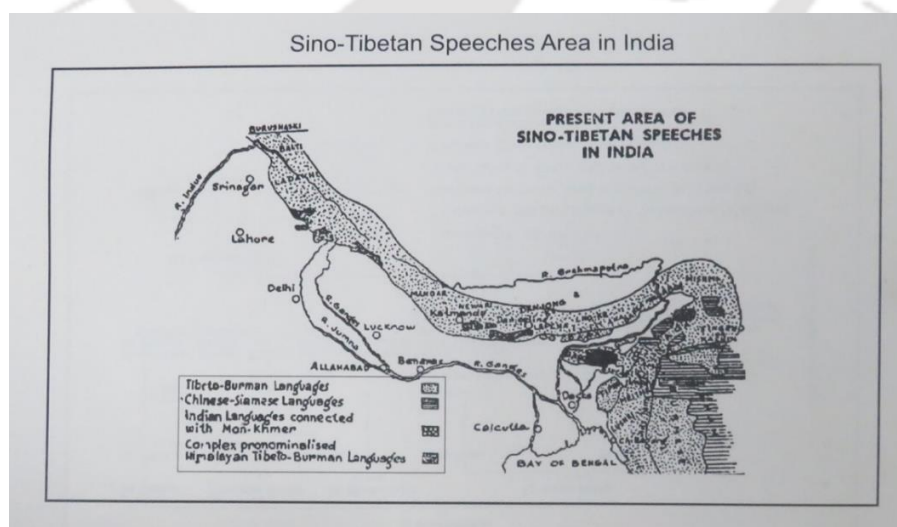 Sino-Tibetan Speeches Area in India
PRESENT AREA OF
SINO-TIBETAN SPEECHES
IN INDIA
BURUSHASKI
BALTI
R. Indus
Srinagar
Lahore
Delhi
R. Ganges
R. Jumna
LUCKNOW
ALLAHABAD
Benares
R. Ganges
R. Brahmaputra
NEWARI
Katmandu
LAPCHA
MISHMI
Dacca
Calcutta
BAY OF BENGAL
Tibeto-Burman Languages
Chinese-Siamese Languages
Indian Languages connected
with Mon-Khmer
Complex pronominalised
Himalayan Tibeto-Burman Languages